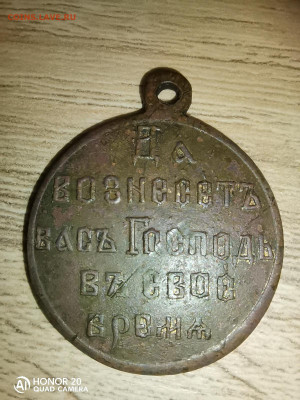 Да
вознесетъ
васъ Господь
въ свое
время
HONOR 20
QUAD CAMERA